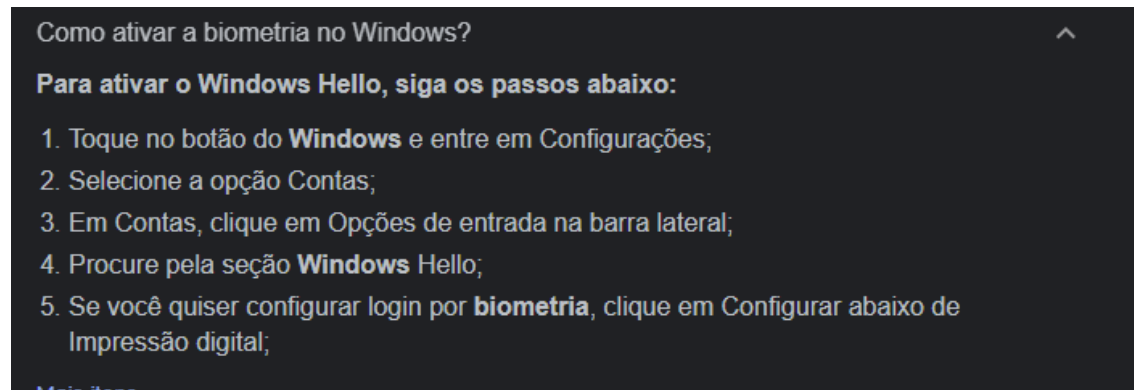 Como ativar a biometria no Windows?
Para ativar o Windows Hello, siga os passos abaixo:
1. Toque no botão do Windows e entre em Configurações;
2. Selecione a opção Contas;
3. Em Contas, clique em Opções de entrada na barra lateral;
4. Procure pela seção Windows Hello;
5. Se você quiser configurar login por biometria, clique em Configurar abaixo de
Impressão digital;